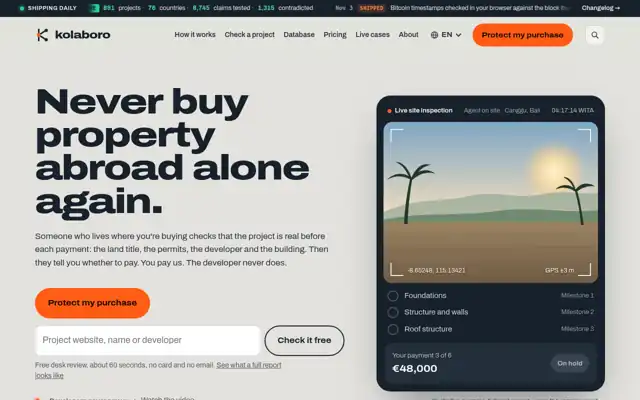 SHIPPING DAILY
891 projects · 76 countries · 8,745 claims tested · 1,315 contradicted
SHIPPED Bitcoin timestamps checked in your browser against the block
Changelog →
kolaboro
How it works
Check a project
Database
Pricing
Live cases
About
EN
Protect my purchase
Never buy
property
abroad alone
again.
Someone who lives where you're buying checks that the project is real before
each payment: the land title, the permits, the developer and the building. Then
they tell you whether to pay. You pay us. The developer never does.
Protect my purchase
Project website, name or developer
Check it free
Free desk review, about 60 seconds, no card and no email. See what a full report
looks like
Watch the video
Live site inspection
Agent on site · Canggu, Bali
04:17:14 WITA
-8.65248, 115.13421
GPS ±3 m
Foundations
Milestone 1
Structure and walls
Milestone 2
Roof structure
Milestone 3
Your payment 3 of 6
€48,000
On hold